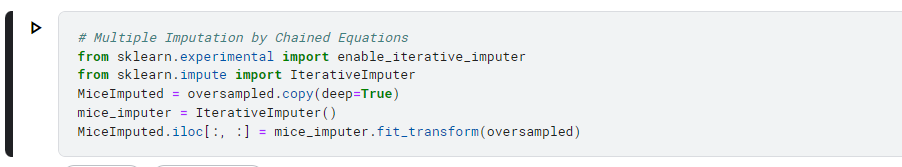 # Multiple Imputation by Chained Equations
from sklearn.experimental import enable_iterative_imputer
from sklearn.impute import IterativeImputer
MiceImputed = oversampled.copy(deep=True)
mice_imputer = IterativeImputer()
MiceImputed.iloc[:, :] = mice_imputer.fit_transform(oversampled)